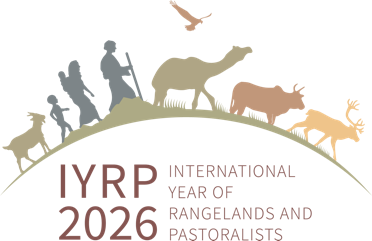 IYRP
2026
INTERNATIONAL
YEAR OF
RANGELANDS AND
PASTORALISTS